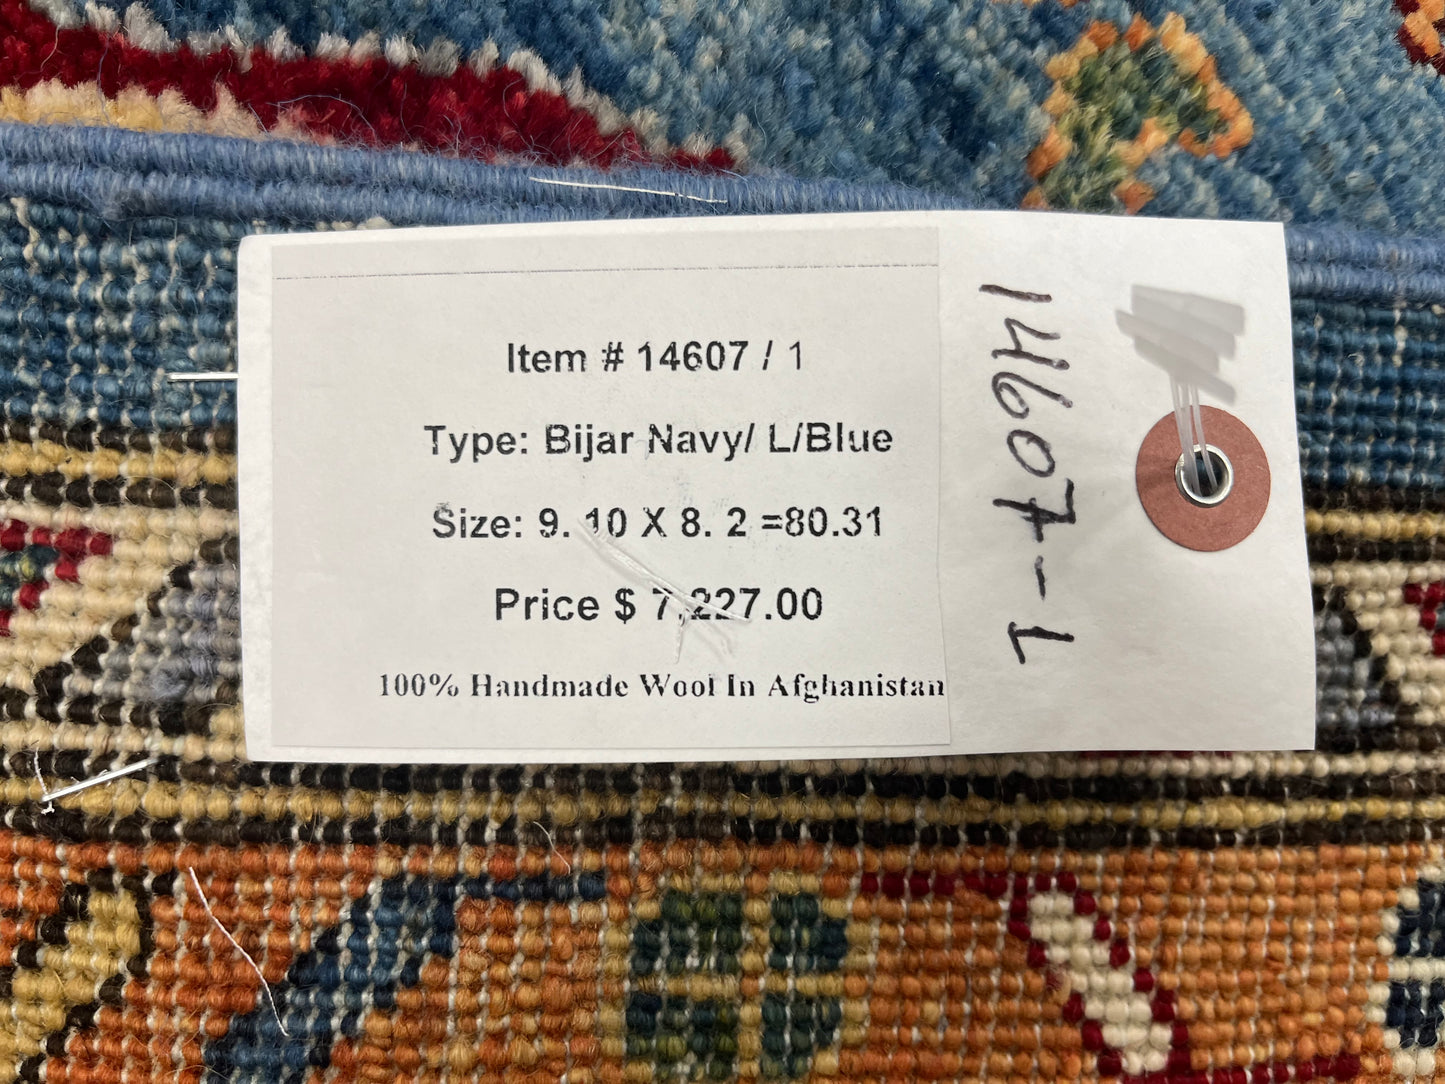 Item # 14607 / 1
Type: Bijar Navy/ L/Blue
Size: 9. 10 X 8. 2 =80.31
Price $ 7,227.00
100% Handmade Wool In Afghanistan
14607-1